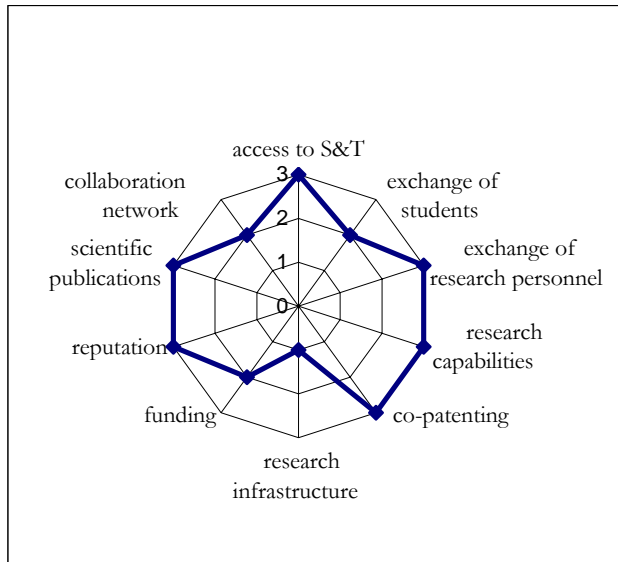 access to S&T
collaboration
network
exchange of
students
3
2
1
0
scientific
publications
exchange of
research personnel
reputation
research
capabilities
funding
co-patenting
research
infrastructure